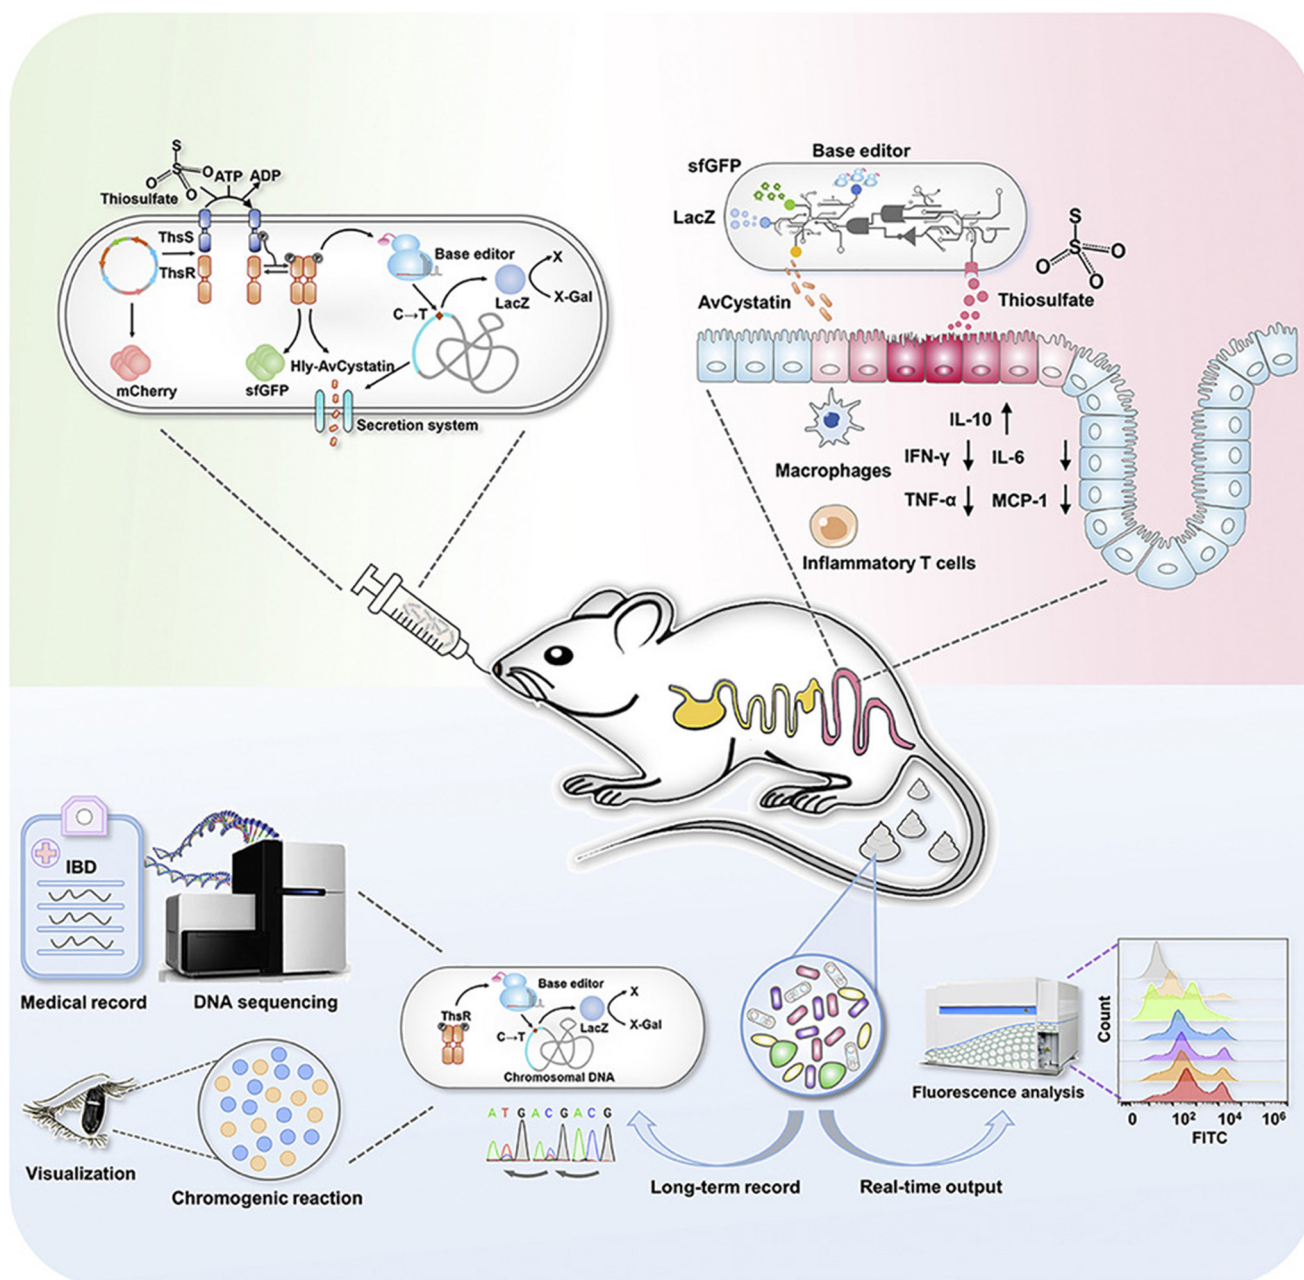 S
S
O
O
O
ATP
ADP
Thiosulfate
ThsS
ThsR
P
P
P
Base editor
X
LacZ
X-Gal
C→T
mCherry
sfGFP
Hly-AvCystatin
Secretion system
Base editor
sfGFP
LacZ
S
S
O
O
O
AvCystatin
Thiosulfate
Macrophages
IL-10
IFN-γ
IL-6
TNF-α
MCP-1
Inflammatory T cells
IBD
Medical record
DNA sequencing
Base editor
X
ThsR
P
P
LacZ
X-Gal
C→T
Chromosomal DNA
ATGACGACG
Visualization
Chromogenic reaction
Long-term record
Real-time output
Fluorescence analysis
Count
0
10²
10⁴
10⁶
FITC